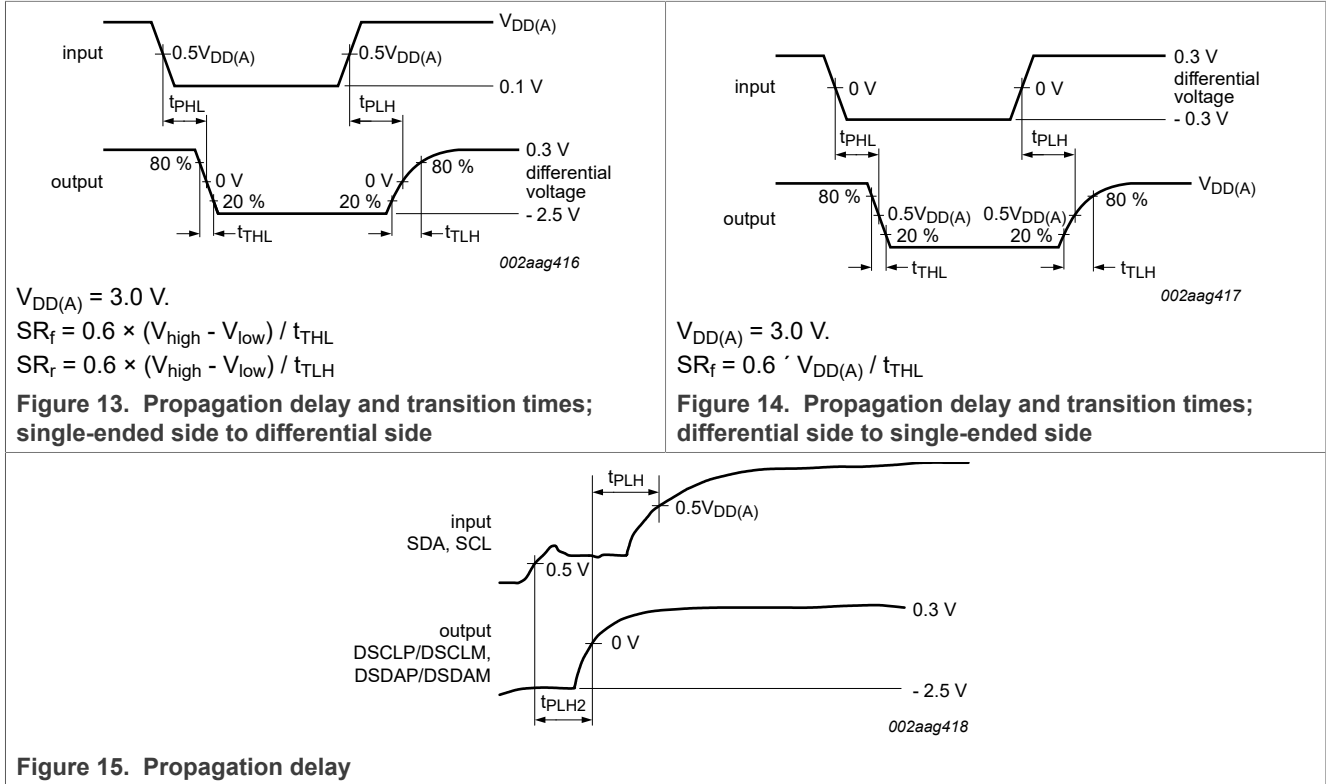 V_DD(A)
input
0.5V_DD(A)
0.5V_DD(A)
0.1 V
t_PHL
t_PLH
0.3 V
80 %
80 %
differential
voltage
output
0 V
0 V
20 %
20 %
- 2.5 V
t_THL
t_TLH
002aag416
V_DD(A) = 3.0 V.
SR_f = 0.6 × (V_high - V_low) / t_THL
SR_r = 0.6 × (V_high - V_low) / t_TLH
Figure 13. Propagation delay and transition times;
single-ended side to differential side
0.3 V
differential
voltage
input
0 V
0 V
- 0.3 V
t_PHL
t_PLH
V_DD(A)
80 %
80 %
output
0.5V_DD(A)
0.5V_DD(A)
20 %
20 %
t_THL
t_TLH
002aag417
V_DD(A) = 3.0 V.
SR_f = 0.6 ´ V_DD(A) / t_THL
Figure 14. Propagation delay and transition times;
differential side to single-ended side
t_PLH
0.5V_DD(A)
input
SDA, SCL
0.5 V
0.3 V
output
DSCLP/DSCLM,
DSDAP/DSDAM
0 V
- 2.5 V
t_PLH2
002aag418
Figure 15. Propagation delay